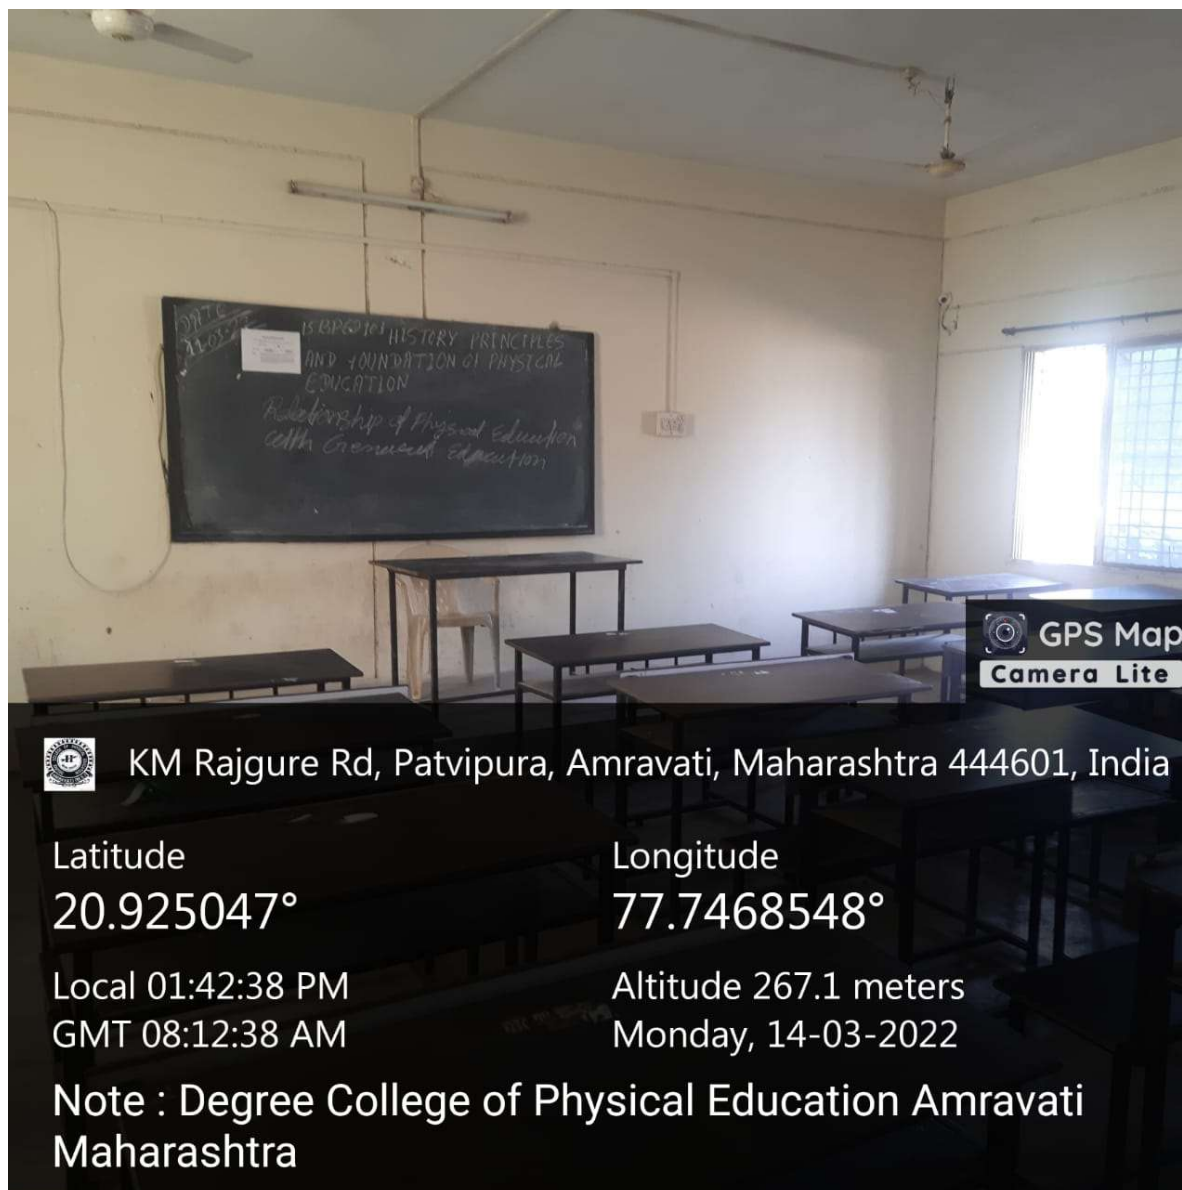 DATE
15BPED101 HISTORY PRINCIPLES
AND FOUNDATION OF PHYSICAL
EDUCATION
Relationship of Physical Education
with Education
GPS Map
Camera Lite
KM Rajgure Rd, Patvipura, Amravati, Maharashtra 444601, India
Latitude
20.925047°
Longitude
77.7468548°
Local 01:42:38 PM
GMT 08:12:38 AM
Altitude 267.1 meters
Monday, 14-03-2022
Note : Degree College of Physical Education Amravati
Maharashtra